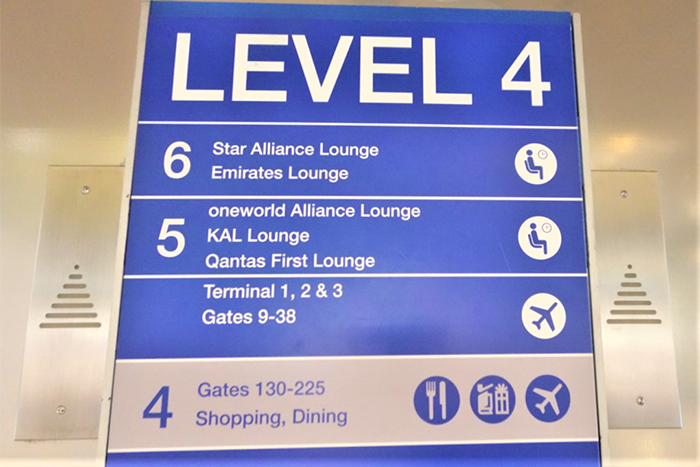 LEVEL 4
6 Star Alliance Lounge
Emirates Lounge
oneworld Alliance Lounge
5 KAL Lounge
Qantas First Lounge
Terminal 1, 2 & 3
Gates 9-38
4 Gates 130-225
Shopping, Dining